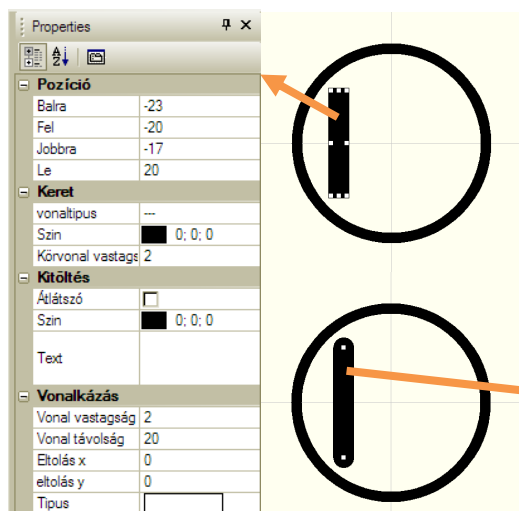 Properties
Pozíció
Balra -23
Fel -20
Jobbra -17
Le 20
Keret
vonaltipus ---
Szin 0; 0; 0
Körvonal vastags 2
Kitöltés
Átlátszó
Szin 0; 0; 0
Text
Vonalkázás
Vonal vastagság 2
Vonal távolság 20
Eltolás x 0
eltolás y 0
Tipus